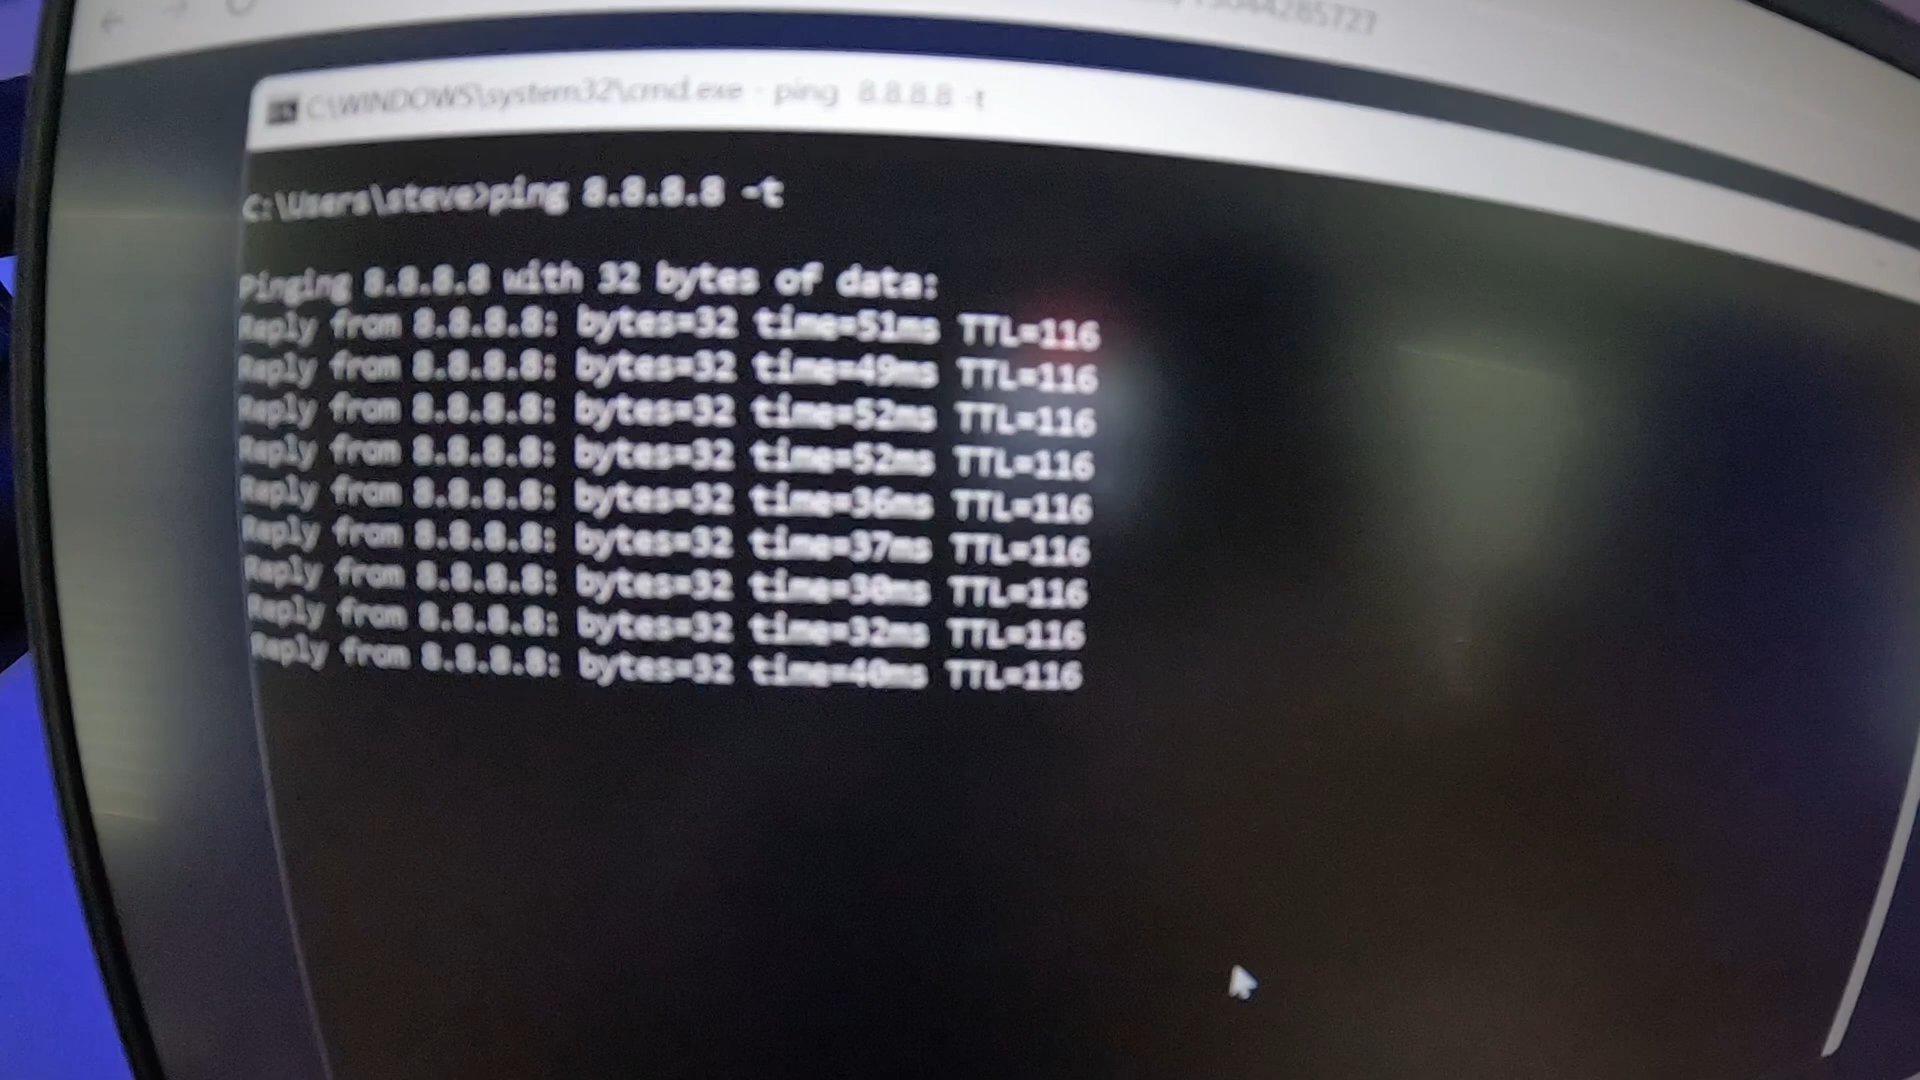 C:\WINDOWS\system32\cmd.exe - ping 8.8.8.8 -t
C:\Users\steve>ping 8.8.8.8 -t
Pinging 8.8.8.8 with 32 bytes of data:
Reply from 8.8.8.8: bytes=32 time=51ms TTL=116
Reply from 8.8.8.8: bytes=32 time=49ms TTL=116
Reply from 8.8.8.8: bytes=32 time=52ms TTL=116
Reply from 8.8.8.8: bytes=32 time=52ms TTL=116
Reply from 8.8.8.8: bytes=32 time=36ms TTL=116
Reply from 8.8.8.8: bytes=32 time=37ms TTL=116
Reply from 8.8.8.8: bytes=32 time=30ms TTL=116
Reply from 8.8.8.8: bytes=32 time=32ms TTL=116
Reply from 8.8.8.8: bytes=32 time=40ms TTL=116